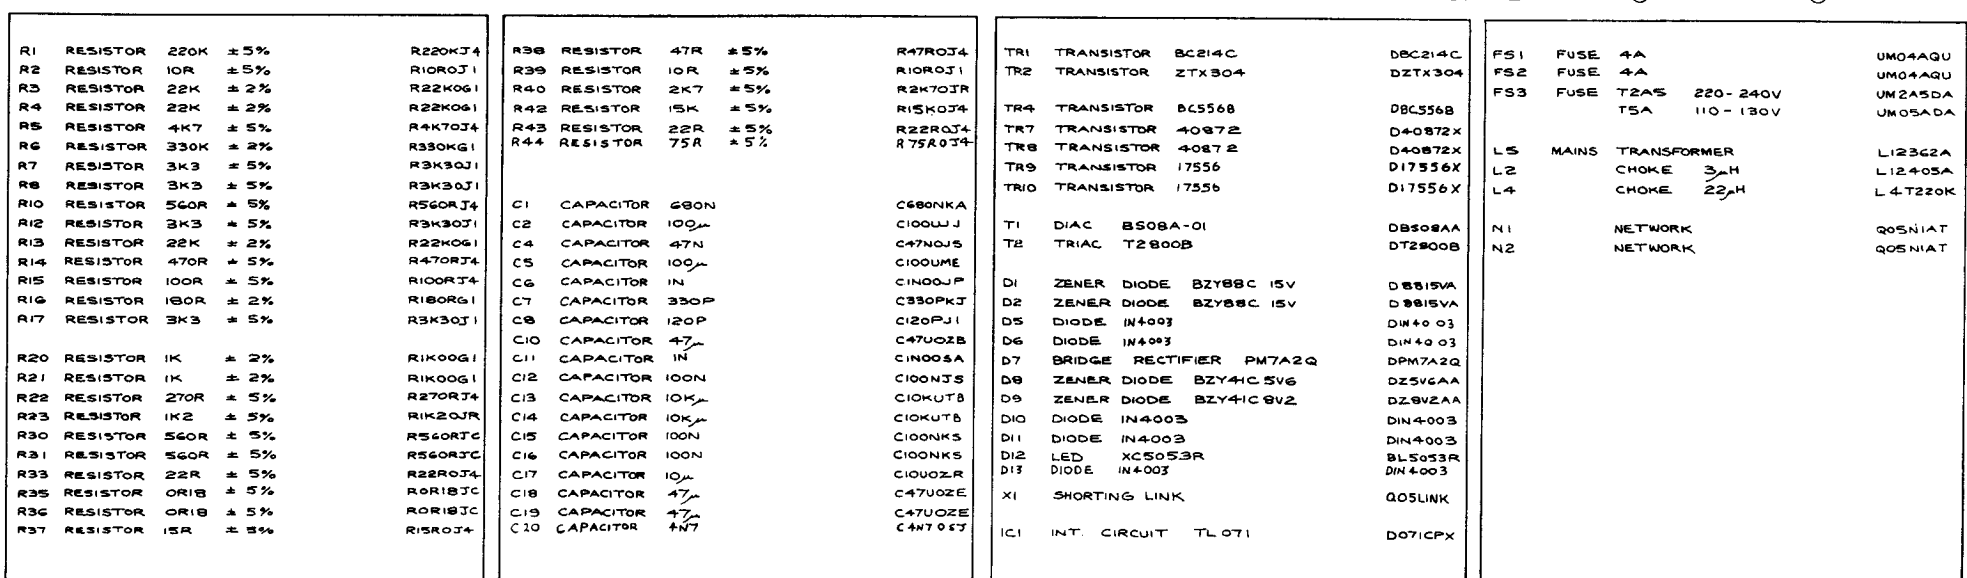 R1 RESISTOR 220K ±5% R220KJ4
R2 RESISTOR 10R ±5% R10R0J1
R3 RESISTOR 22K ±2% R22K0G1
R4 RESISTOR 22K ±2% R22K0G1
R5 RESISTOR 4K7 ±5% R4K70J4
R6 RESISTOR 330K ±2% R330KG1
R7 RESISTOR 3K3 ±5% R3K30J1
R8 RESISTOR 3K3 ±5% R3K30J1
R10 RESISTOR 560R ±5% R560RJ4
R12 RESISTOR 3K3 ±5% R3K30J1
R13 RESISTOR 22K ±2% R22K0G1
R14 RESISTOR 470R ±5% R470RJ4
R15 RESISTOR 100R ±5% R100RJ4
R16 RESISTOR 180R ±2% R180RG1
R17 RESISTOR 3K3 ±5% R3K30J1
R20 RESISTOR 1K ±2% R1K00G1
R21 RESISTOR 1K ±2% R1K00G1
R22 RESISTOR 270R ±5% R270RJ4
R23 RESISTOR 1K2 ±5% R1K20JR
R30 RESISTOR 560R ±5% R560RJC
R31 RESISTOR 560R ±5% R560RJC
R33 RESISTOR 22R ±5% R22R0J4
R35 RESISTOR 0R18 ±5% R0R18JC
R36 RESISTOR 0R18 ±5% R0R18JC
R37 RESISTOR 15R ±5% R15R0J4
R38 RESISTOR 47R ±5% R47R0J4
R39 RESISTOR 10R ±5% R10R0J1
R40 RESISTOR 2K7 ±5% R2K70JR
R42 RESISTOR 15K ±5% R15K0J4
R43 RESISTOR 22R ±5% R22R0J4
R44 RESISTOR 75R ±5% R75R0J4
C1 CAPACITOR 680N C680NKA
C2 CAPACITOR 100μ C100UJJ
C4 CAPACITOR 47N C47N0JS
C5 CAPACITOR 100μ C100UME
C6 CAPACITOR 1N C1N00JP
C7 CAPACITOR 330P C330PKJ
C8 CAPACITOR 120P C120PJ1
C10 CAPACITOR 47μ C47U0ZB
C11 CAPACITOR 1N C1N00SA
C12 CAPACITOR 100N C100NJS
C13 CAPACITOR 10Kμ C10KUTB
C14 CAPACITOR 10Kμ C10KUTB
C15 CAPACITOR 100N C100NKS
C16 CAPACITOR 100N C100NKS
C17 CAPACITOR 10μ C10U0ZR
C18 CAPACITOR 47μ C47U0ZE
C19 CAPACITOR 47μ C47U0ZE
C20 CAPACITOR 4N7 C4N70SJ
TR1 TRANSISTOR BC214C DBC214C
TR2 TRANSISTOR ZTX304 DZTX304
TR4 TRANSISTOR BC556B DBC556B
TR7 TRANSISTOR 40872 D40872X
TR8 TRANSISTOR 40872 D40872X
TR9 TRANSISTOR 17556 D17556X
TR10 TRANSISTOR 17556 D17556X
T1 DIAC BS08A-01 DBS08AA
T2 TRIAC T2800B DT2800B
D1 ZENER DIODE BZY88C 15V D8815VA
D2 ZENER DIODE BZY88C 15V D8815VA
D5 DIODE IN4003 DIN4003
D6 DIODE IN4003 DIN4003
D7 BRIDGE RECTIFIER PM7A2Q DPM7A2Q
D8 ZENER DIODE BZY41C 5V6 DZ5V6AA
D9 ZENER DIODE BZY41C 8V2 DZ8V2AA
D10 DIODE IN4003 DIN4003
D11 DIODE IN4003 DIN4003
D12 LED XC5053R BL5053R
D13 DIODE IN4003 DIN4003
X1 SHORTING LINK Q05LINK
IC1 INT. CIRCUIT TL071 D071CPX
FS1 FUSE 4A UM04AQU
FS2 FUSE 4A UM04AQU
FS3 FUSE T2A5 220-240V UM2A5DA
T5A 110-130V UM05ADA
L5 MAINS TRANSFORMER L12362A
L2 CHOKE 3μH L12405A
L4 CHOKE 22μH L4T220K
N1 NETWORK Q05N1AT
N2 NETWORK Q05N1AT